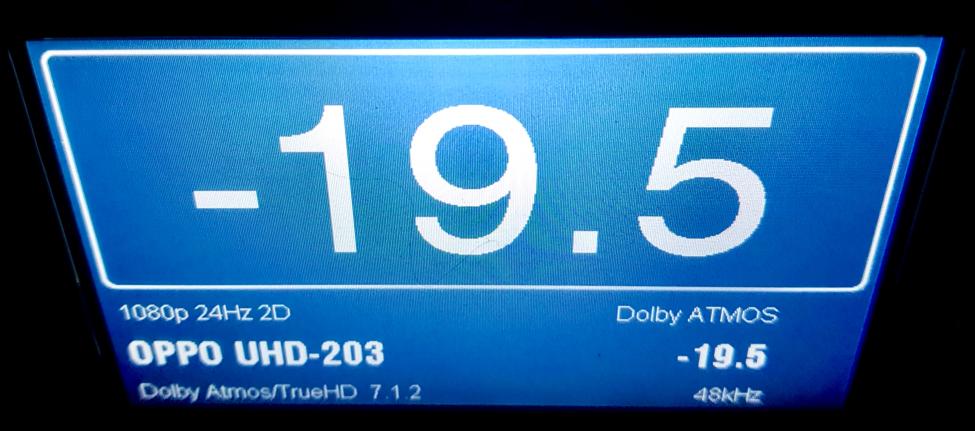 -19.5
1080p 24Hz 2D Dolby ATMOS
OPPO UHD-203 -19.5
Dolby Atmos/TrueHD 7.1.2 48kHz